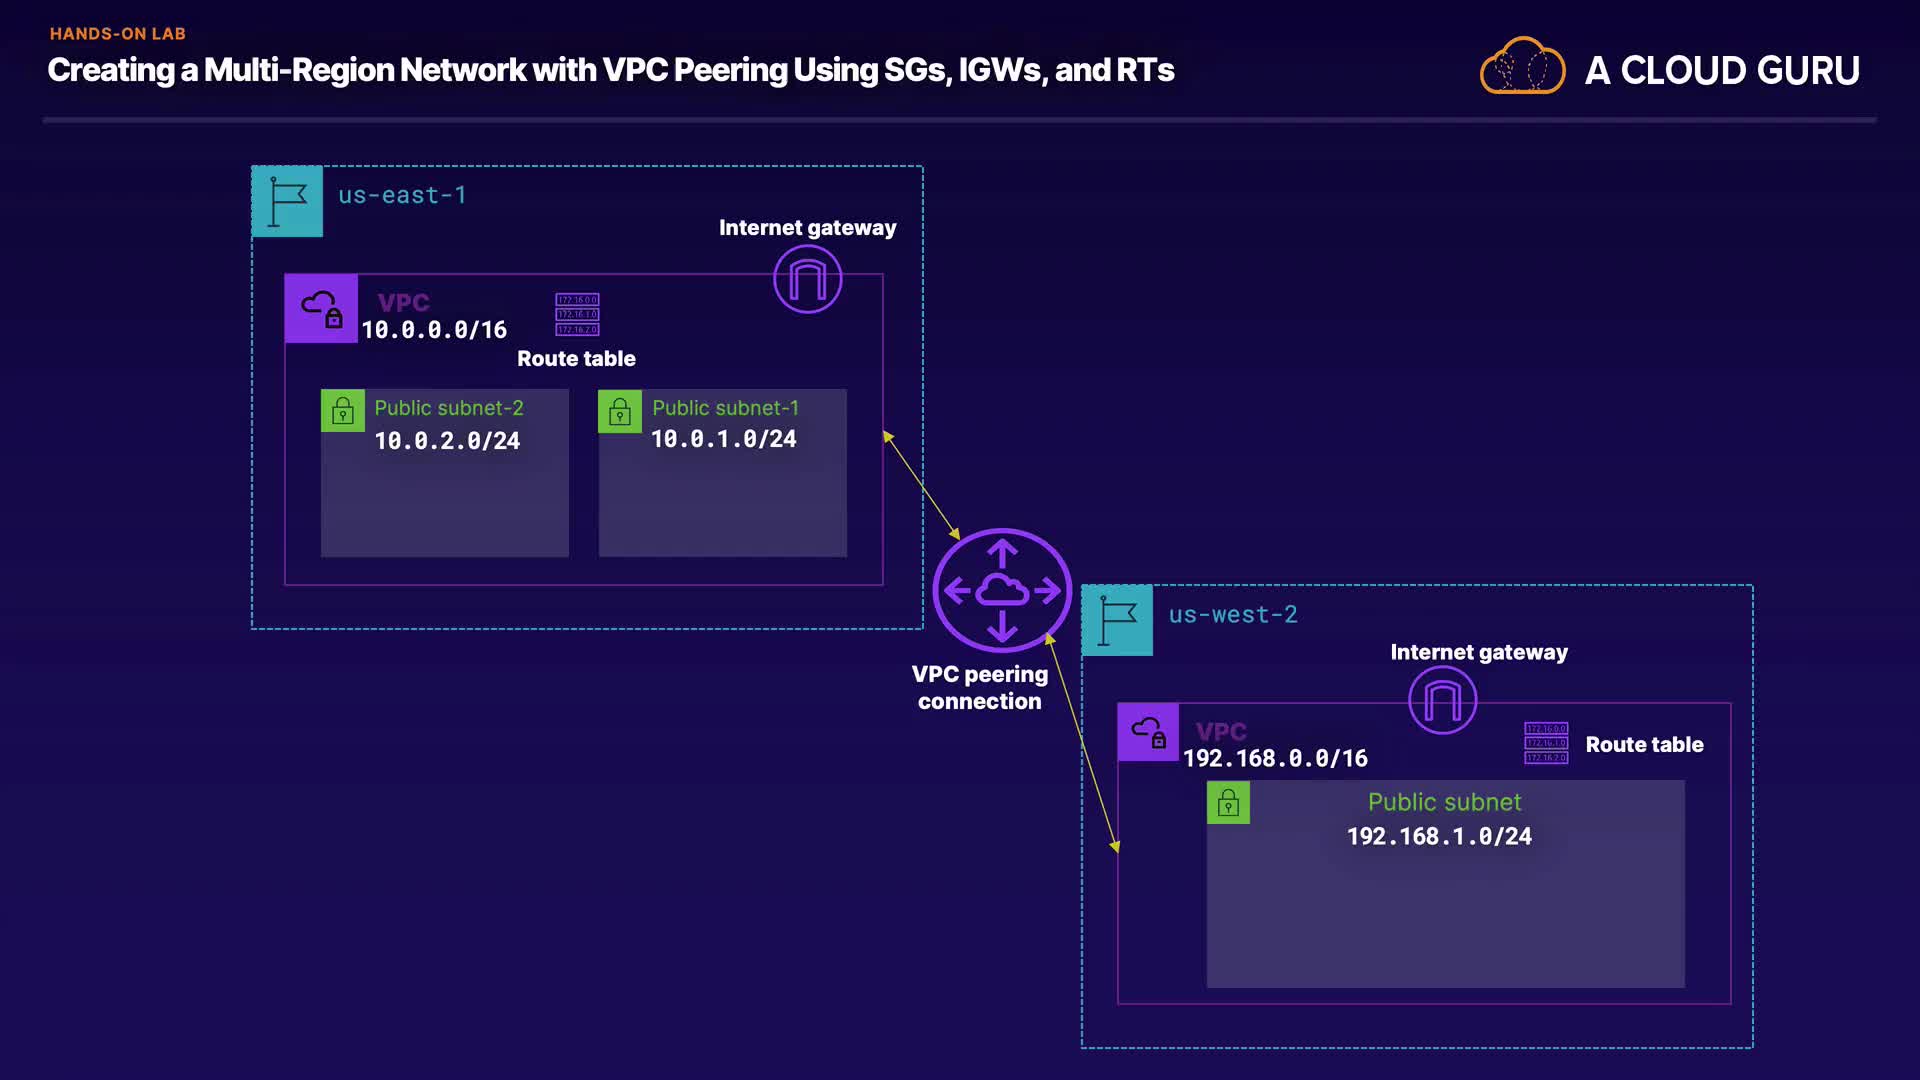 HANDS-ON LAB
Creating a Multi-Region Network with VPC Peering Using SGs, IGWs, and RTs
A CLOUD GURU
us-east-1
Internet gateway
VPC
10.0.0.0/16
172.16.0.0
172.16.1.0
172.16.2.0
Route table
Public subnet-2
10.0.2.0/24
Public subnet-1
10.0.1.0/24
VPC peering
connection
us-west-2
Internet gateway
VPC
192.168.0.0/16
172.16.0.0
172.16.1.0
172.16.2.0
Route table
Public subnet
192.168.1.0/24